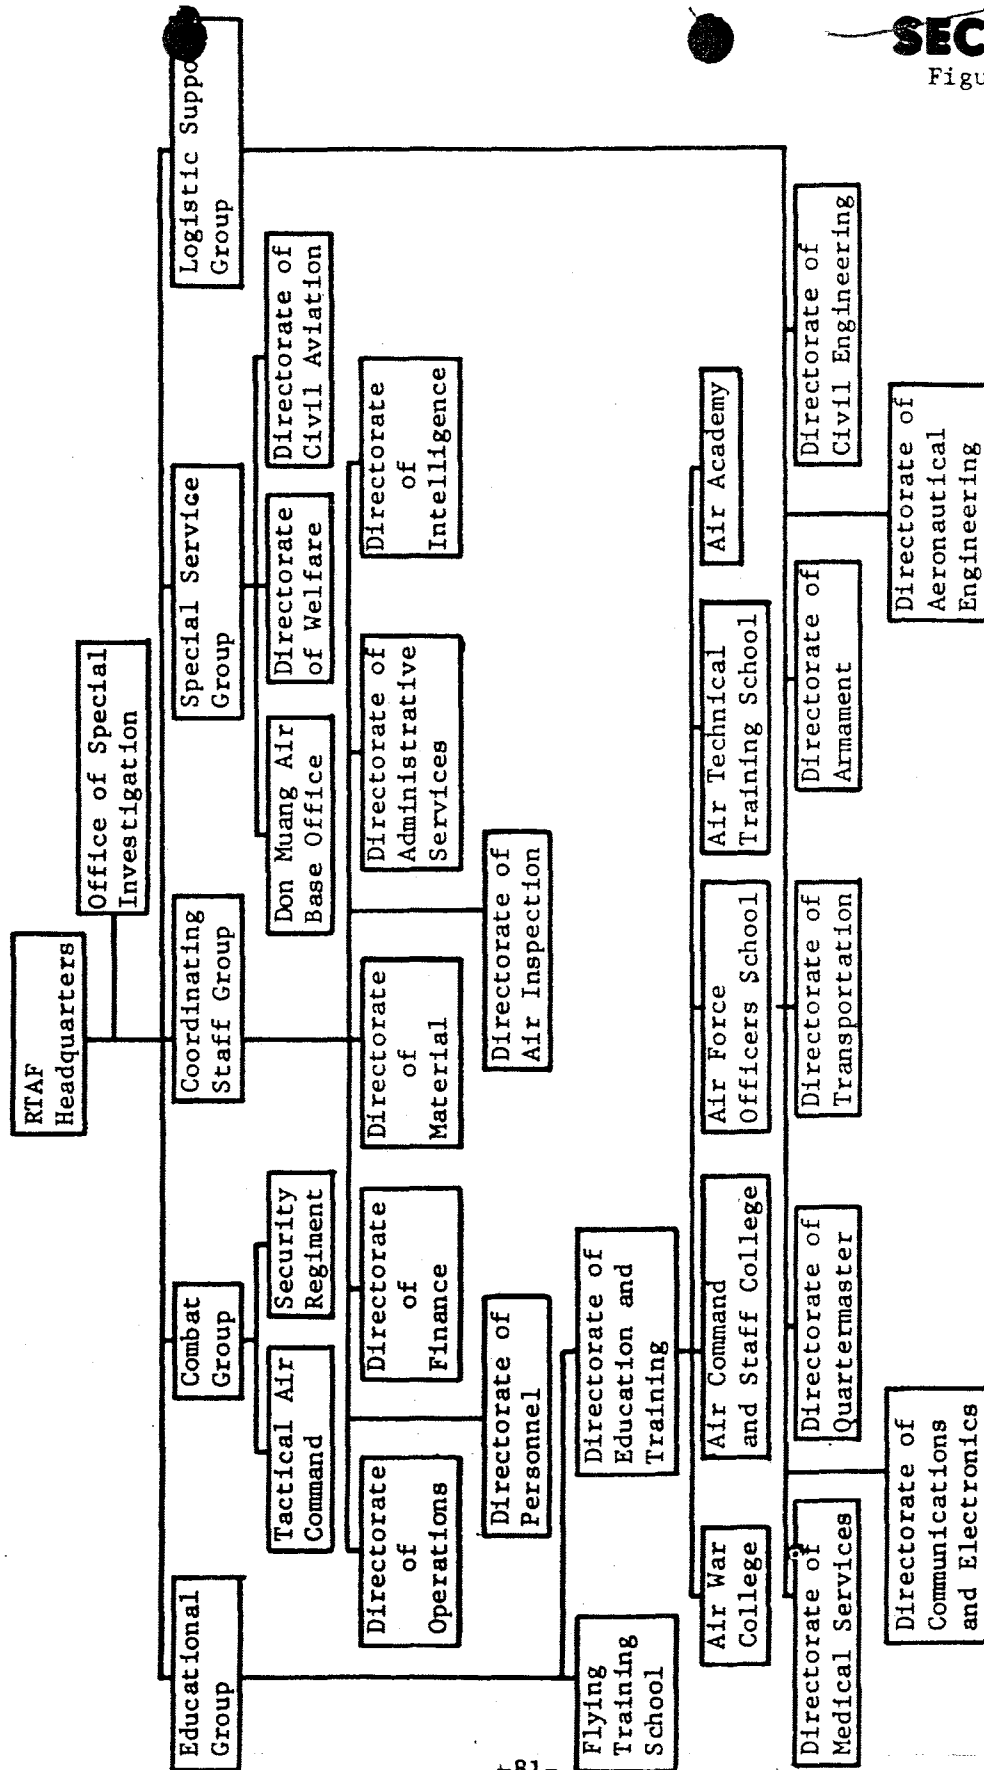 SEC
Figu
RTAF
Headquarters
Office of Special
Investigation
Educational
Group
Combat
Group
Coordinating
Staff Group
Special Service
Group
Logistic Suppo
Group
Tactical Air
Command
Security
Regiment
Don Muang Air
Base Office
Directorate
of Welfare
Directorate of
Civil Aviation
Directorate
of
Operations
Directorate
of
Finance
Directorate
of
Material
Directorate of
Administrative
Services
Directorate
of
Intelligence
Directorate of
Personnel
Directorate of
Air Inspection
Flying
Training
School
Directorate of
Education and
Training
Air War
College
Air Command
and Staff College
Air Force
Officers School
Air Technical
Training School
Air Academy
Directorate of
Medical Services
Directorate of
Quartermaster
Directorate of
Transportation
Directorate of
Armament
Directorate of
Civil Engineering
Directorate of
Communications
and Electronics
Directorate of
Aeronautical
Engineering
-81-